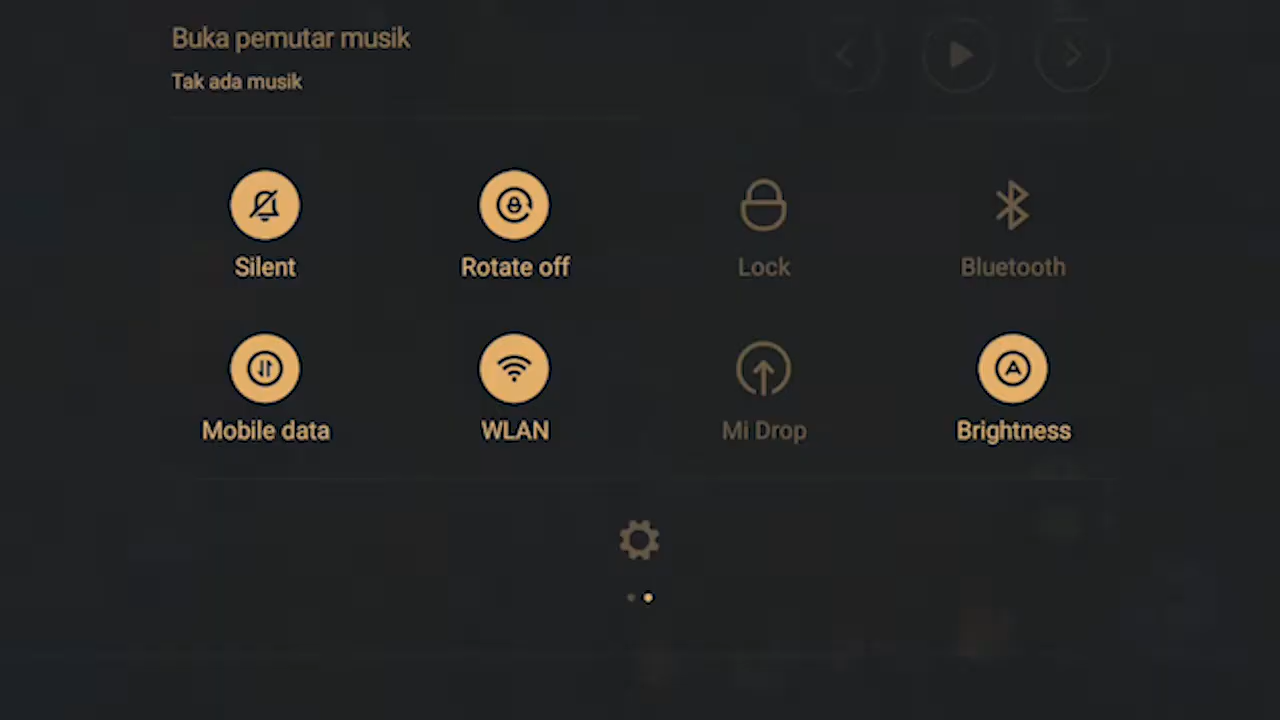 Buka pemutar musik
Tak ada musik
Silent
Rotate off
Lock
Bluetooth
Mobile data
WLAN
Mi Drop
Brightness